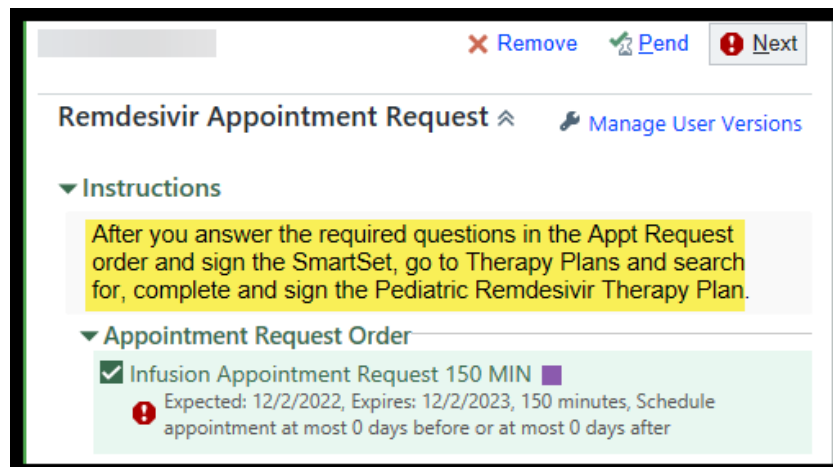 Remove Pend Next
Remdesivir Appointment Request Manage User Versions
Instructions
After you answer the required questions in the Appt Request
order and sign the SmartSet, go to Therapy Plans and search
for, complete and sign the Pediatric Remdesivir Therapy Plan.
Appointment Request Order
Infusion Appointment Request 150 MIN
Expected: 12/2/2022, Expires: 12/2/2023, 150 minutes, Schedule
appointment at most 0 days before or at most 0 days after